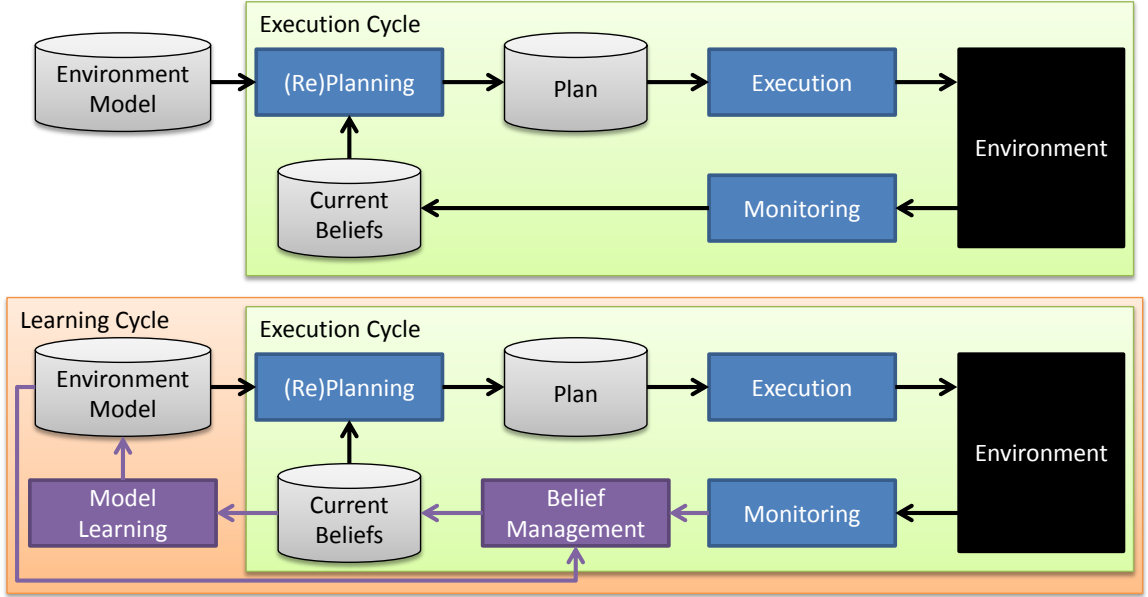 Execution Cycle
Environment
Model
(Re)Planning
Plan
Execution
Environment
Current
Beliefs
Monitoring
Learning Cycle
Execution Cycle
Environment
Model
(Re)Planning
Plan
Execution
Environment
Model
Learning
Current
Beliefs
Belief
Management
Monitoring